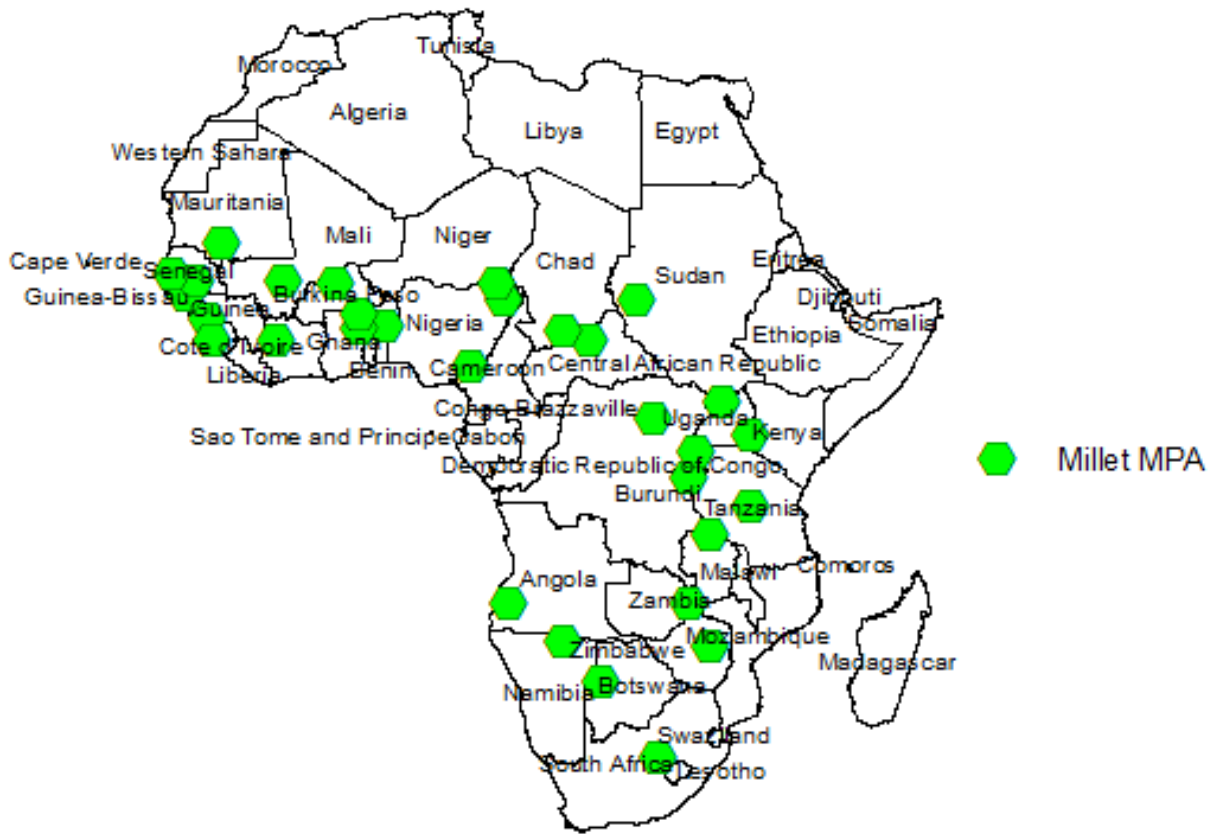 Tunisia
Morocco
Algeria
Libya
Egypt
Western Sahara
Mauritania
Mali
Niger
Chad
Sudan
Eritrea
Cape Verde
Senegal
Guinea-Bissau
Burkina Faso
Djibouti
Guinea
Nigeria
Somalia
Ethiopia
Cote d'Ivoire
Ghana
Liberia
Benin
Cameroon
Central African Republic
Congo Brazzaville
Uganda
Kenya
Sao Tome and Principe
Gabon
Democratic Republic of Congo
Millet MPA
Burundi
Tanzania
Comoros
Malawi
Angola
Zambia
Mozambique
Zimbabwe
Madagascar
Namibia
Botswana
Swaziland
South Africa
Lesotho